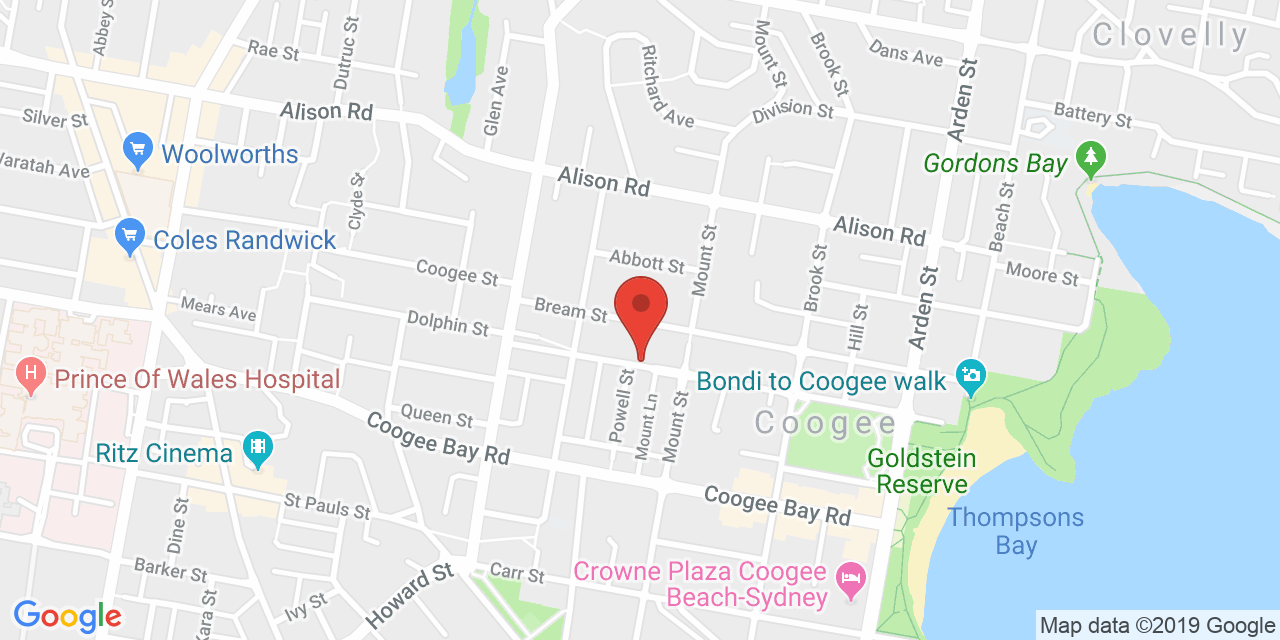 Abbey St
Dutruc St
Rae St
Mount St
Brook St
Dans Ave
Clovelly
Ritchard Ave
Glen Ave
Arden St
Alison Rd
Division St
Battery St
Silver St
Waratah Ave
Woolworths
Gordons Bay
Alison Rd
Clyde St
Beach St
Coles Randwick
Alison Rd
Abbott St
Mount St
Brook St
Moore St
Coogee St
Mears Ave
Bream St
Arden St
Dolphin St
Hill St
Prince Of Wales Hospital
Bondi to Coogee walk
Powell St
Mount Ln
Mount St
Queen St
Coogee
Coogee Bay Rd
Ritz Cinema
Goldstein
Reserve
St Pauls St
Coogee Bay Rd
Thompsons
Bay
Dine St
Barker St
Carr St
Crowne Plaza Coogee
Beach-Sydney
Howard St
Ivy St
kara St
Google
Map data ©2019 Google